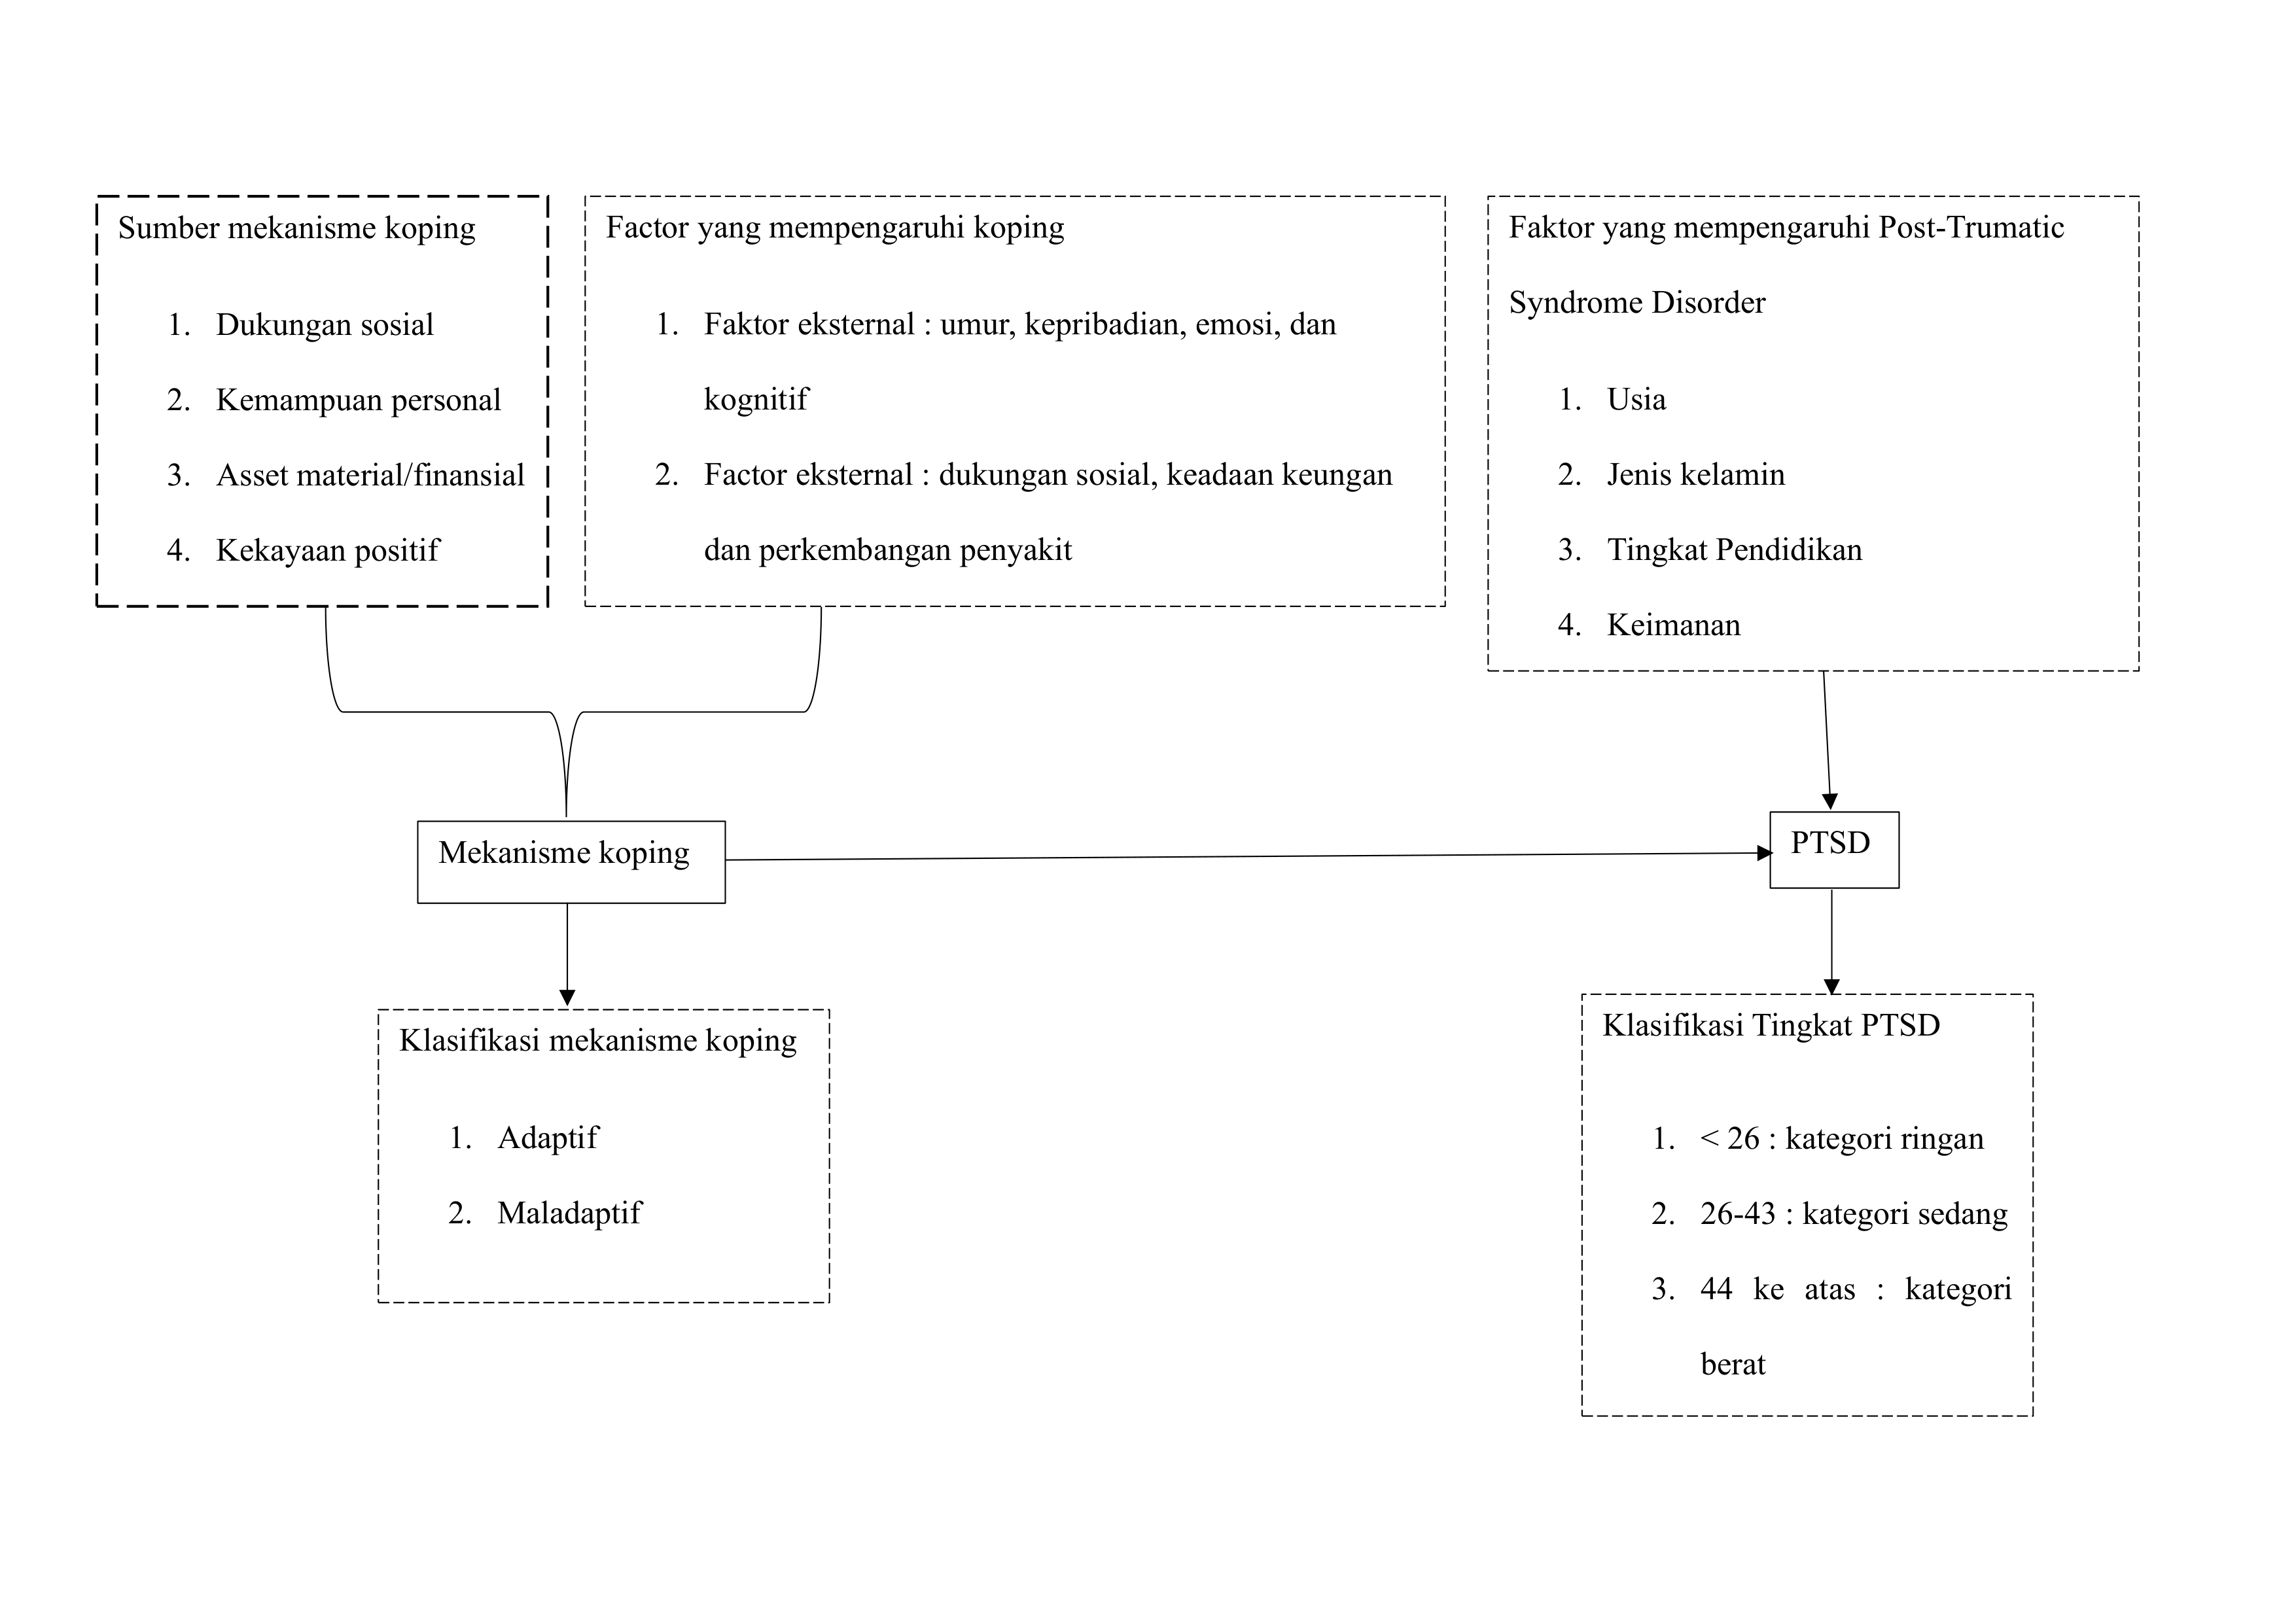 Sumber mekanisme koping
1. Dukungan sosial
2. Kemampuan personal
3. Asset material/finansial
4. Kekayaan positif
Factor yang mempengaruhi koping
1. Faktor eksternal : umur, kepribadian, emosi, dan
kognitif
2. Factor eksternal : dukungan sosial, keadaan keungan
dan perkembangan penyakit
Faktor yang mempengaruhi Post-Trumatic
Syndrome Disorder
1. Usia
2. Jenis kelamin
3. Tingkat Pendidikan
4. Keimanan
Mekanisme koping
PTSD
Klasifikasi mekanisme koping
1. Adaptif
2. Maladaptif
Klasifikasi Tingkat PTSD
1. < 26 : kategori ringan
2. 26-43 : kategori sedang
3. 44 ke atas : kategori
berat